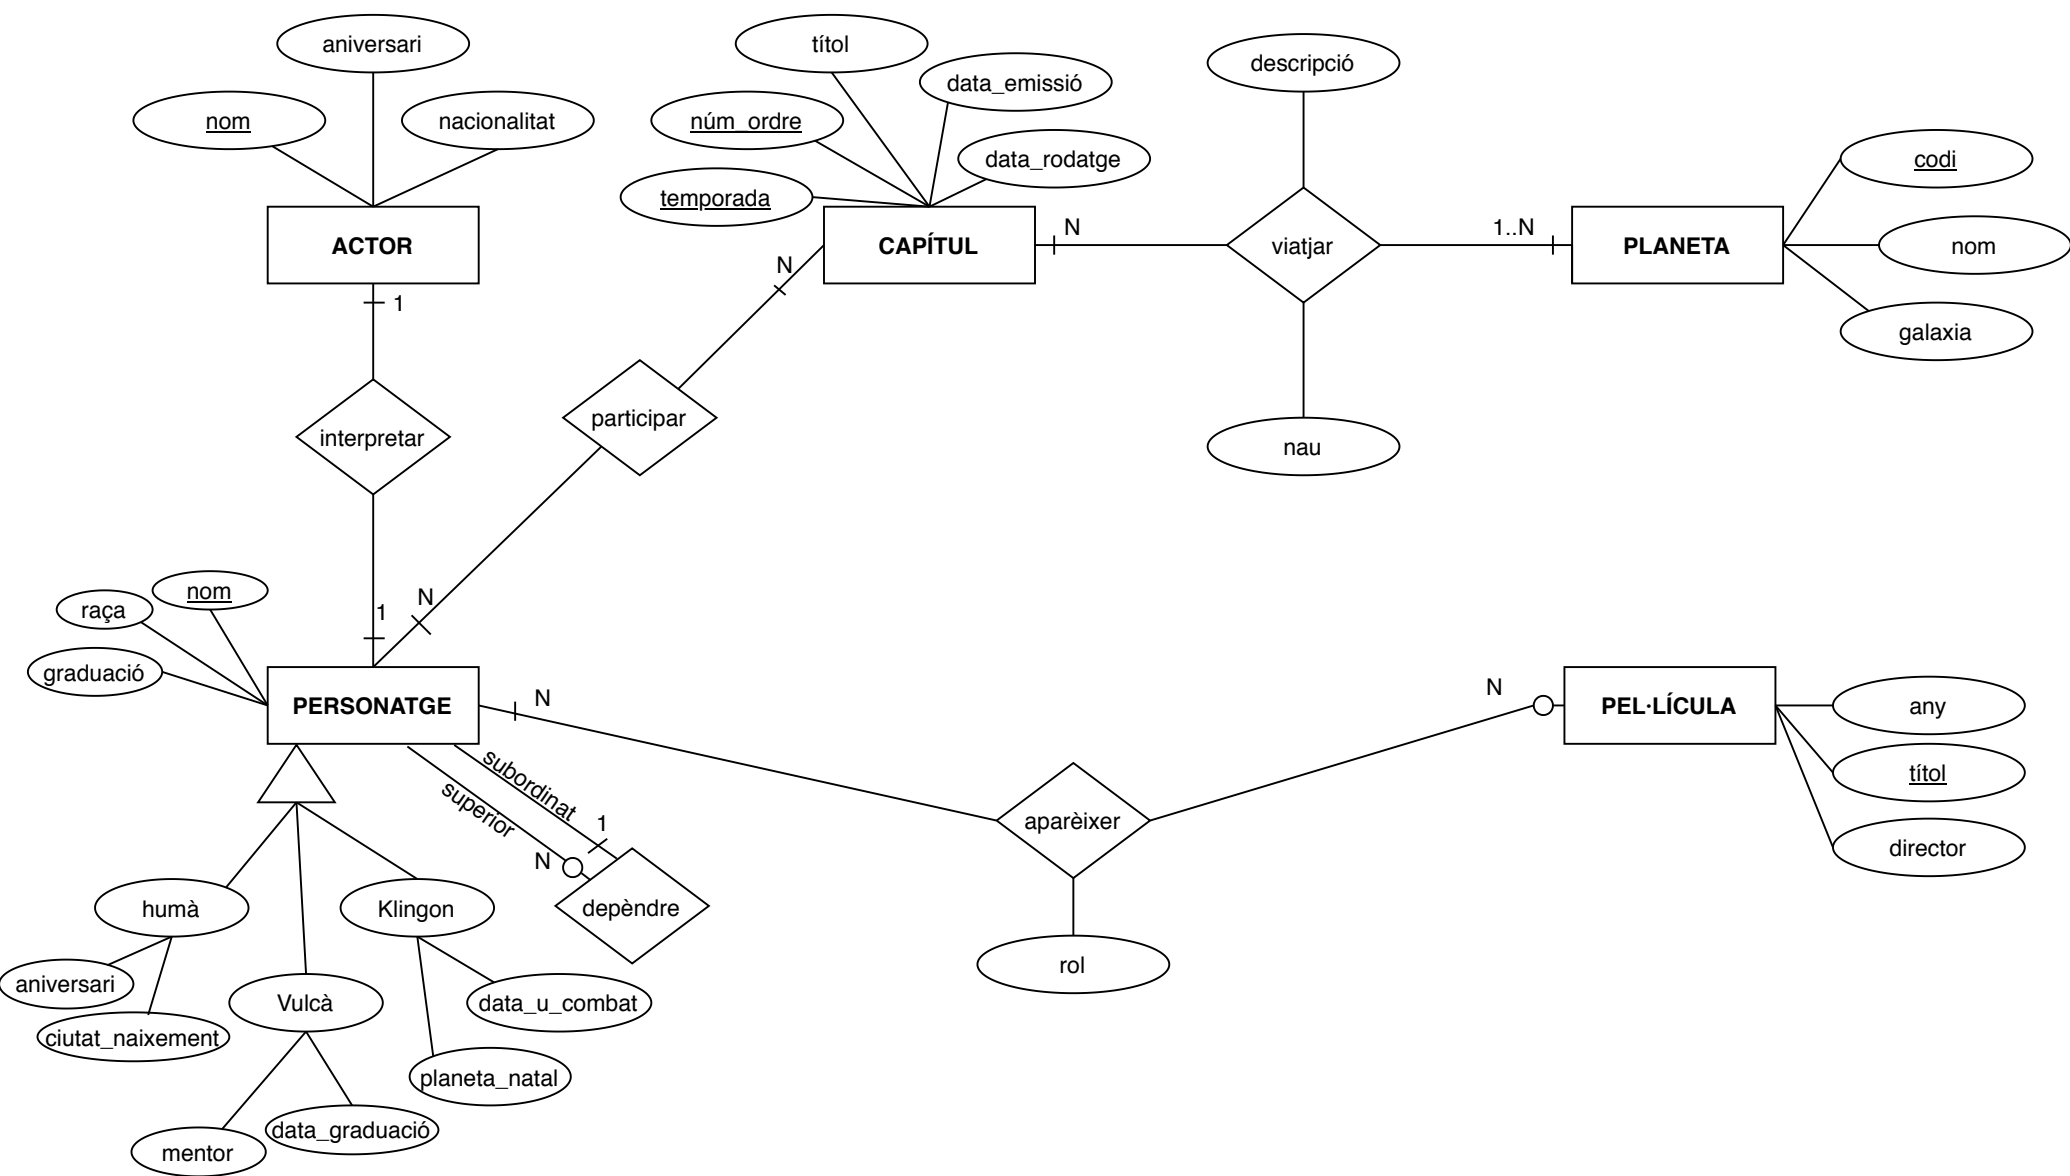 aniversari
títol
descripció
data_emissió
nom
nacionalitat
núm_ordre
data_rodatge
codi
temporada
N
1..N
ACTOR
CAPÍTUL
viatjar
PLANETA
nom
N
1
galaxia
participar
interpretar
nau
nom
N
raça
1
graduació
PERSONATGE
N
N
PEL·LÍCULA
any
subordinat
superior
títol
1
aparèixer
N
director
humà
Klingon
depèndre
rol
aniversari
Vulcà
data_u_combat
ciutat_naixement
planeta_natal
data_graduació
mentor